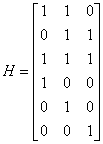 1 1 0
0 1 1
1 1 1
H = 1 0 0
0 1 0
0 0 1